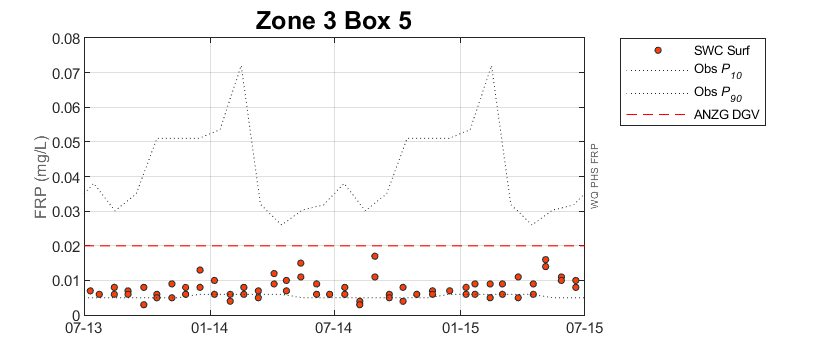 Zone 3 Box 5
0.08
0.07
0.06
0.05
0.04
0.03
0.02
0.01
0
FRP (mg/L)
07-13
01-14
07-14
01-15
07-15
WQ PHS FRP
SWC Surf
Obs P10
Obs P90
ANZG DGV